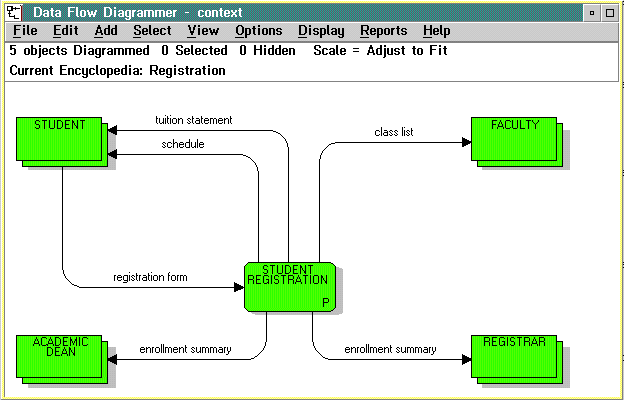 Data Flow Diagrammer - context
File Edit Add Select View Options Display Reports Help
5 objects Diagrammed 0 Selected 0 Hidden Scale = Adjust to Fit
Current Encyclopedia: Registration
STUDENT
tuition statement
schedule
class list
FACULTY
registration form
STUDENT
REGISTRATION
P
ACADEMIC
DEAN
enrollment summary
enrollment summary
REGISTRAR